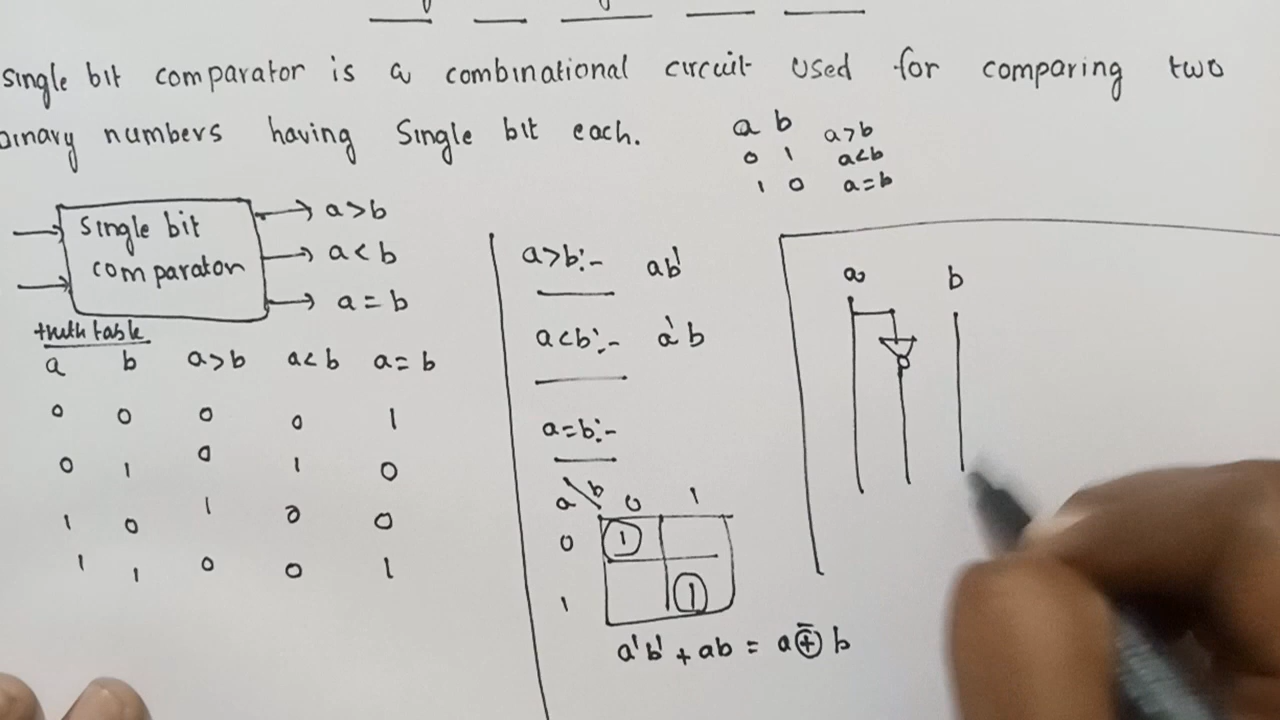 Single bit comparator is a combinational circuit used for comparing two
binary numbers having Single bit each.
a b a>b
0 1 a<b
1 0 a=b
Single bit
comparator
a>b
a<b
a=b
truth table
a b a>b a<b a=b
0 0 0 0 1
0 1 0 1 0
1 0 1 0 0
1 1 0 0 1
a>b:- ab'
a<b:- a'b
a=b:-
a\b 0 1
0 1
1 1
a'b' + ab = a ⊕̅ b
a b